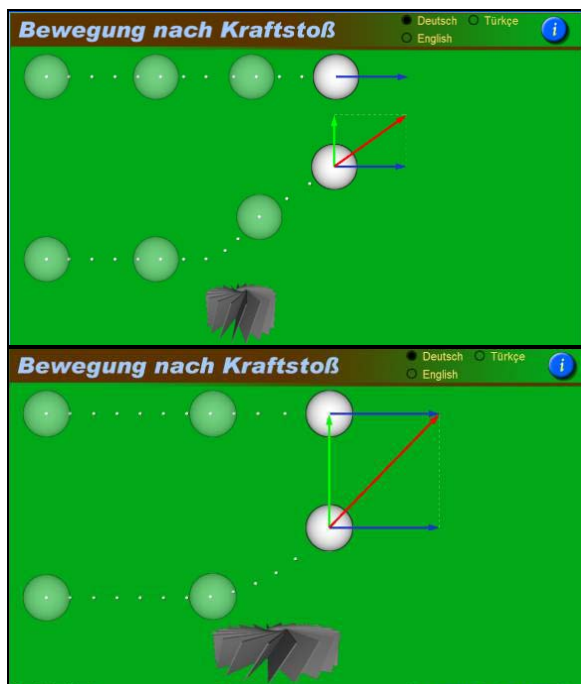 Bewegung nach Kraftstoß
Deutsch Türkçe
English
i
Bewegung nach Kraftstoß
Deutsch Türkçe
English
i